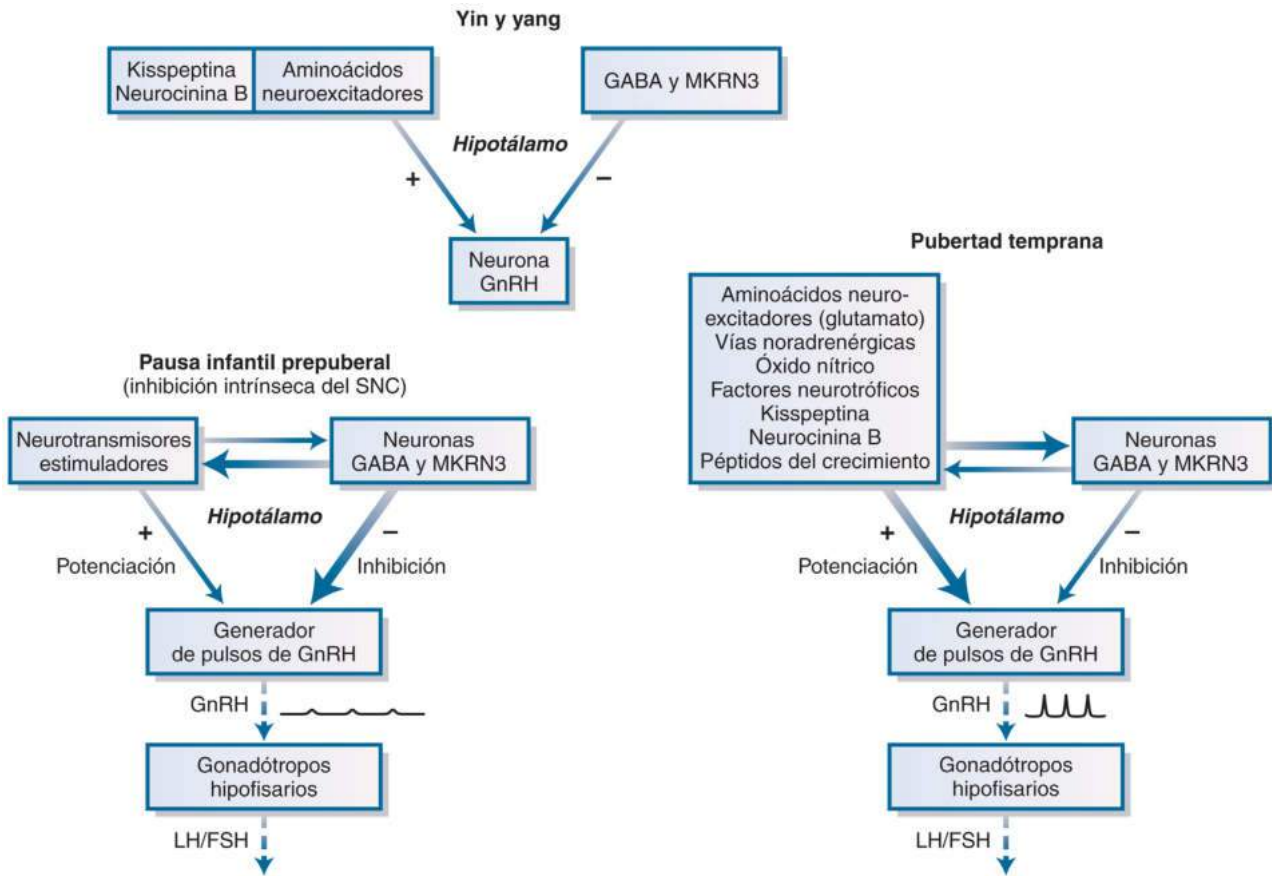 Yin y yang
Kisspeptina
Neurocinina B
Aminoácidos
neuroexcitadores
GABA y MKRN3
Hipotálamo
+
–
Neurona
GnRH
Pausa infantil prepuberal
(inhibición intrínseca del SNC)
Neurotransmisores
estimuladores
Neuronas
GABA y MKRN3
Hipotálamo
+
–
Potenciación
Inhibición
Generador
de pulsos de GnRH
GnRH
Gonadótropos
hipofisarios
LH/FSH
Pubertad temprana
Aminoácidos neuro-
excitadores (glutamato)
Vías noradrenérgicas
Óxido nítrico
Factores neurotróficos
Kisspeptina
Neurocinina B
Péptidos del crecimiento
Neuronas
GABA y MKRN3
Hipotálamo
+
–
Potenciación
Inhibición
Generador
de pulsos de GnRH
GnRH
Gonadótropos
hipofisarios
LH/FSH